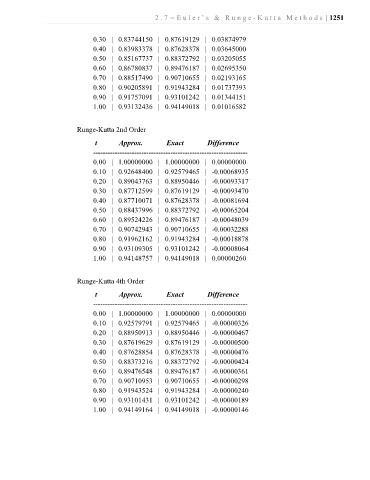 2.7–Euler's & Runge-Kutta Methods | 1251
0.30 | 0.83744150 | 0.87619129 | 0.03874979
0.40 | 0.83983378 | 0.87628378 | 0.03645000
0.50 | 0.85167737 | 0.88372792 | 0.03205055
0.60 | 0.86780837 | 0.89476187 | 0.02695350
0.70 | 0.88517490 | 0.90710655 | 0.02193165
0.80 | 0.90205891 | 0.91943284 | 0.01737393
0.90 | 0.91757091 | 0.93101242 | 0.01344151
1.00 | 0.93132436 | 0.94149018 | 0.01016582
Runge-Kutta 2nd Order
t Approx. Exact Difference
0.00 | 1.00000000 | 1.00000000 | 0.00000000
0.10 | 0.92648400 | 0.92579465 | -0.00068935
0.20 | 0.89043763 | 0.88950446 | -0.00093317
0.30 | 0.87712599 | 0.87619129 | -0.00093470
0.40 | 0.87710071 | 0.87628378 | -0.00081694
0.50 | 0.88437996 | 0.88372792 | -0.00065204
0.60 | 0.89524226 | 0.89476187 | -0.00048039
0.70 | 0.90742943 | 0.90710655 | -0.00032288
0.80 | 0.91962162 | 0.91943284 | -0.00018878
0.90 | 0.93109305 | 0.93101242 | -0.00008064
1.00 | 0.94148757 | 0.94149018 | 0.00000260
Runge-Kutta 4th Order
t Approx. Exact Difference
0.00 | 1.00000000 | 1.00000000 | 0.00000000
0.10 | 0.92579791 | 0.92579465 | -0.00000326
0.20 | 0.88950913 | 0.88950446 | -0.00000467
0.30 | 0.87619629 | 0.87619129 | -0.00000500
0.40 | 0.87628854 | 0.87628378 | -0.00000476
0.50 | 0.88373216 | 0.88372792 | -0.00000424
0.60 | 0.89476548 | 0.89476187 | -0.00000361
0.70 | 0.90710953 | 0.90710655 | -0.00000298
0.80 | 0.91943524 | 0.91943284 | -0.00000240
0.90 | 0.93101431 | 0.93101242 | -0.00000189
1.00 | 0.94149164 | 0.94149018 | -0.00000146